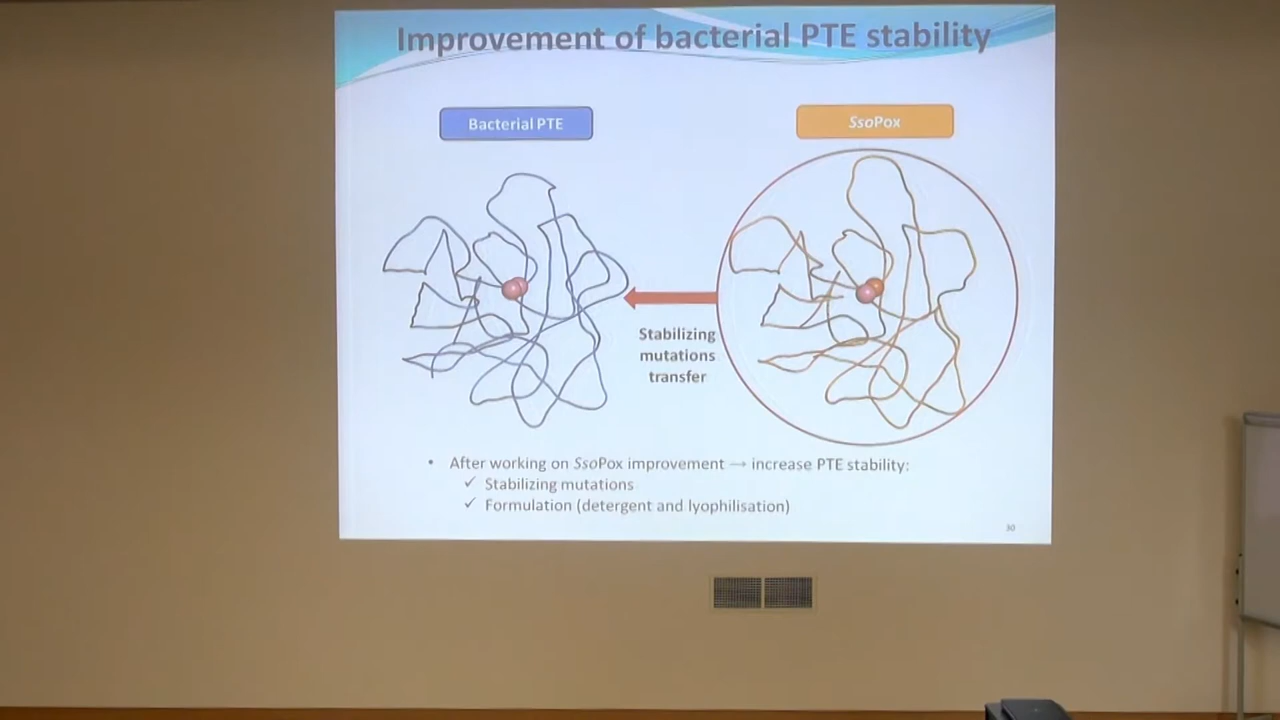 Improvement of bacterial PTE stability
Bacterial PTE
SsoPox
Stabilizing
mutations
transfer
• After working on SsoPox improvement → increase PTE stability:
✓ Stabilizing mutations
✓ Formulation (detergent and lyophilisation)
30